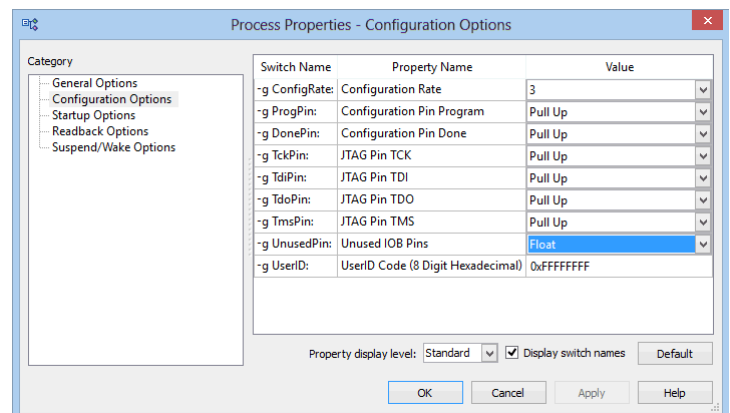 Process Properties - Configuration Options
Category
General Options
Configuration Options
Startup Options
Readback Options
Suspend/Wake Options
Switch Name Property Name Value
-g ConfigRate: Configuration Rate 3
-g ProgPin: Configuration Pin Program Pull Up
-g DonePin: Configuration Pin Done Pull Up
-g TckPin: JTAG Pin TCK Pull Up
-g TdiPin: JTAG Pin TDI Pull Up
-g TdoPin: JTAG Pin TDO Pull Up
-g TmsPin: JTAG Pin TMS Pull Up
-g UnusedPin: Unused IOB Pins Float
-g UserID: UserID Code (8 Digit Hexadecimal) 0xFFFFFFFF
Property display level: Standard Display switch names Default
OK Cancel Apply Help